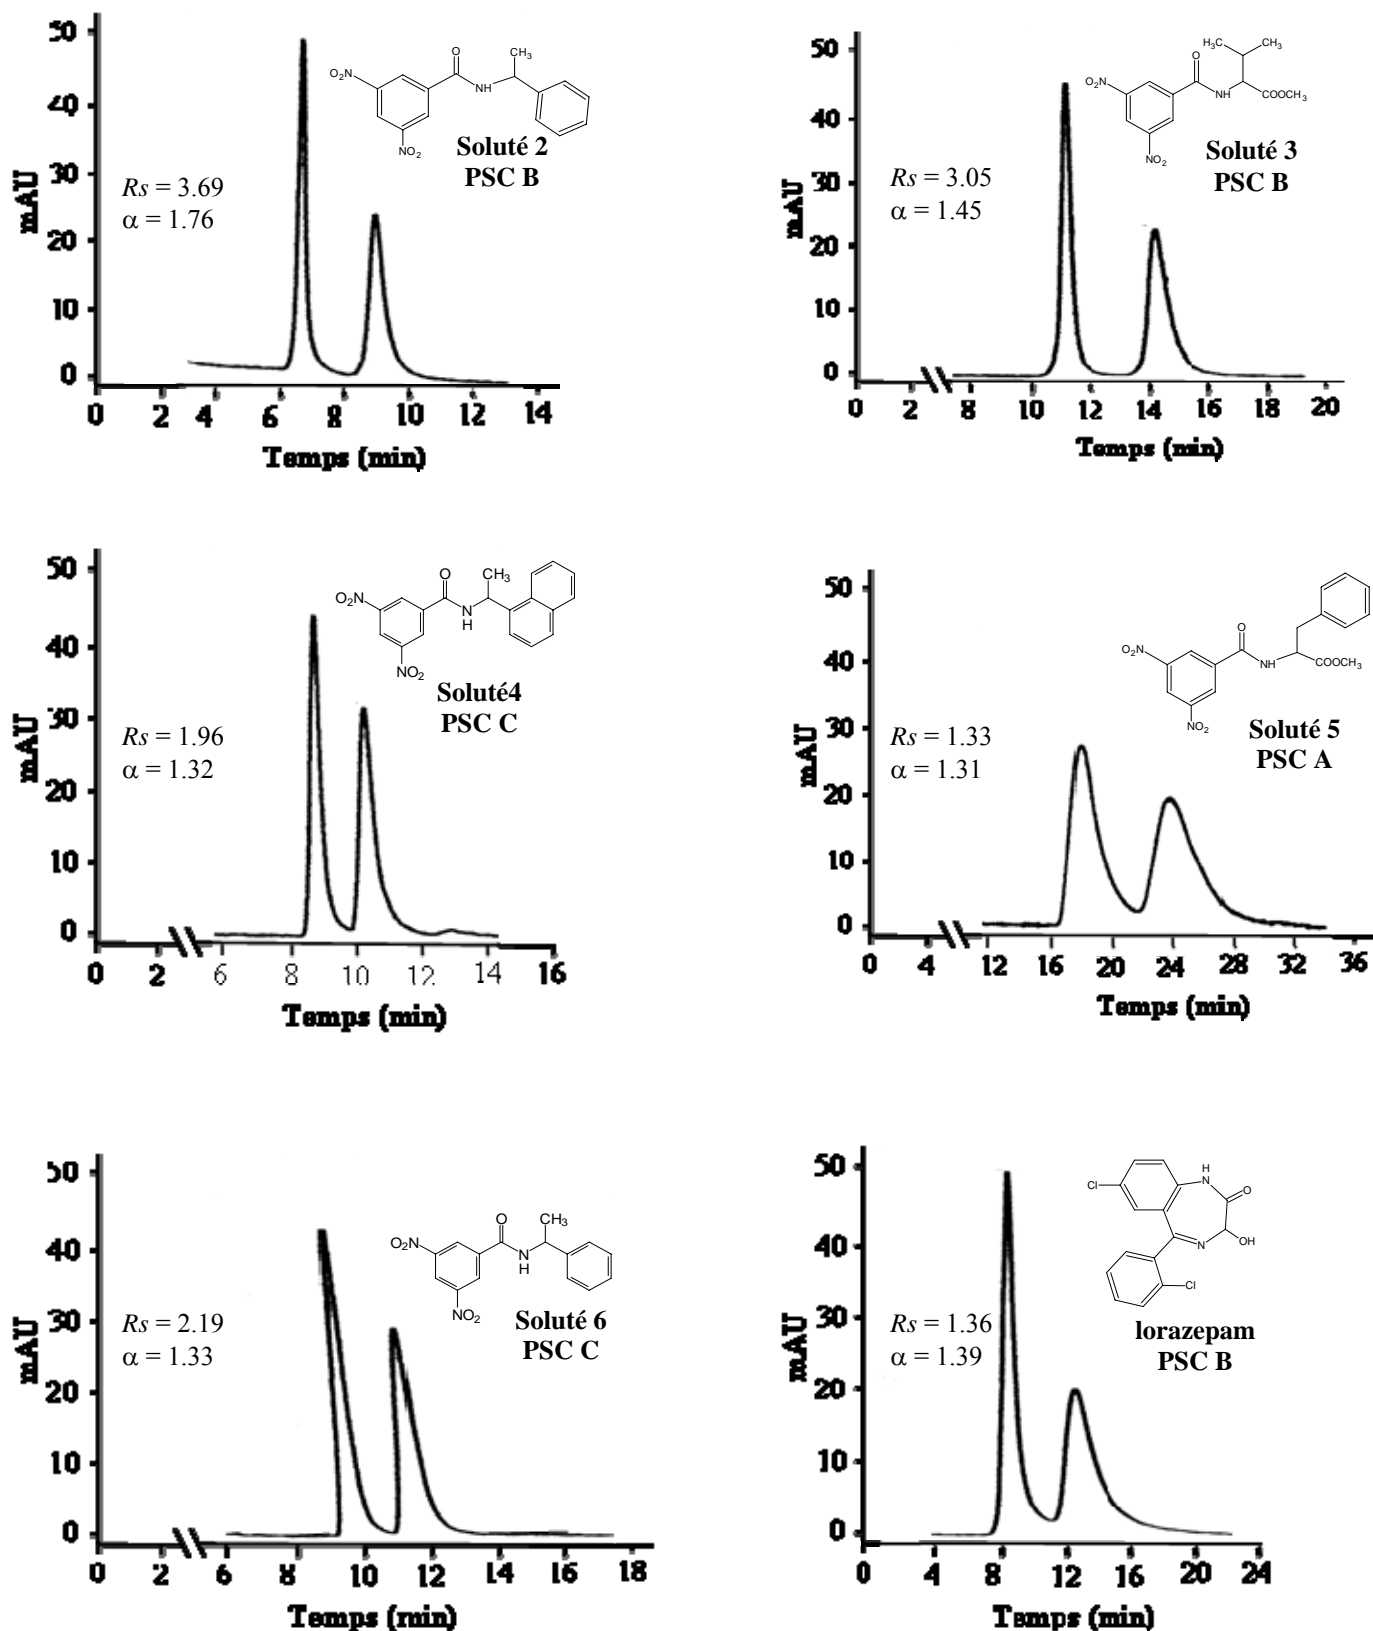 50
40
30
20
10
0
mAU
Rs = 3.69
α = 1.76
O₂N
NO₂
O
NH
CH₃
Soluté 2
PSC B
0 2 4 6 8 10 12 14
Temps (min)
50
40
30
20
10
0
mAU
Rs = 3.05
α = 1.45
H₃C
CH₃
O
O₂N
NH
COOCH₃
NO₂
Soluté 3
PSC B
0 2 8 10 12 14 16 18 20
Temps (min)
50
40
30
20
10
0
mAU
Rs = 1.96
α = 1.32
O
CH₃
NO₂
N
H
NO₂
Soluté4
PSC C
0 2 6 8 10 12 14 16
Temps (min)
50
40
30
20
10
0
mAU
Rs = 1.33
α = 1.31
O
O₂N
NH
COOCH₃
NO₂
Soluté 5
PSC A
0 4 12 16 20 24 28 32 36
Temps (min)
50
40
30
20
10
0
mAU
Rs = 2.19
α = 1.33
O
CH₃
NO₂
N
H
NO₂
Soluté 6
PSC C
0 2 6 8 10 12 14 16 18
Temps (min)
50
40
30
20
10
0
mAU
Rs = 1.36
α = 1.39
H
N
Cl
O
N
OH
Cl
lorazepam
PSC B
0 4 8 12 16 20 24
Temps (min)